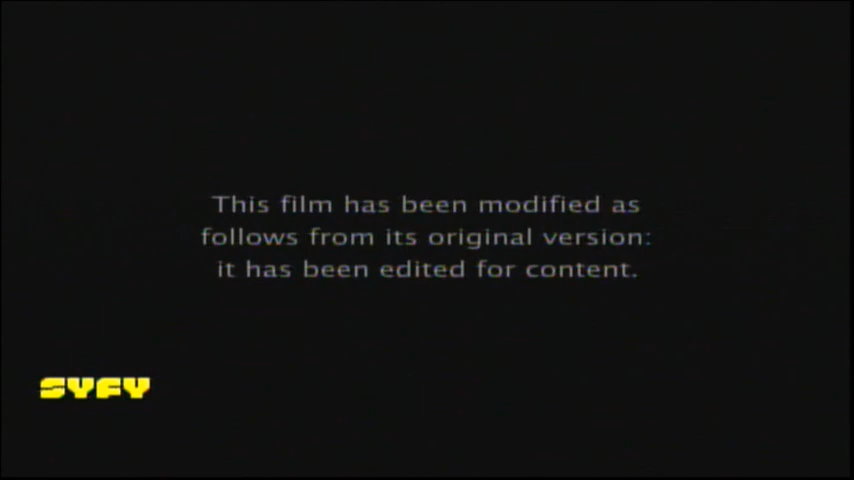 This film has been modified as
follows from its original version:
it has been edited for content.
SYFY